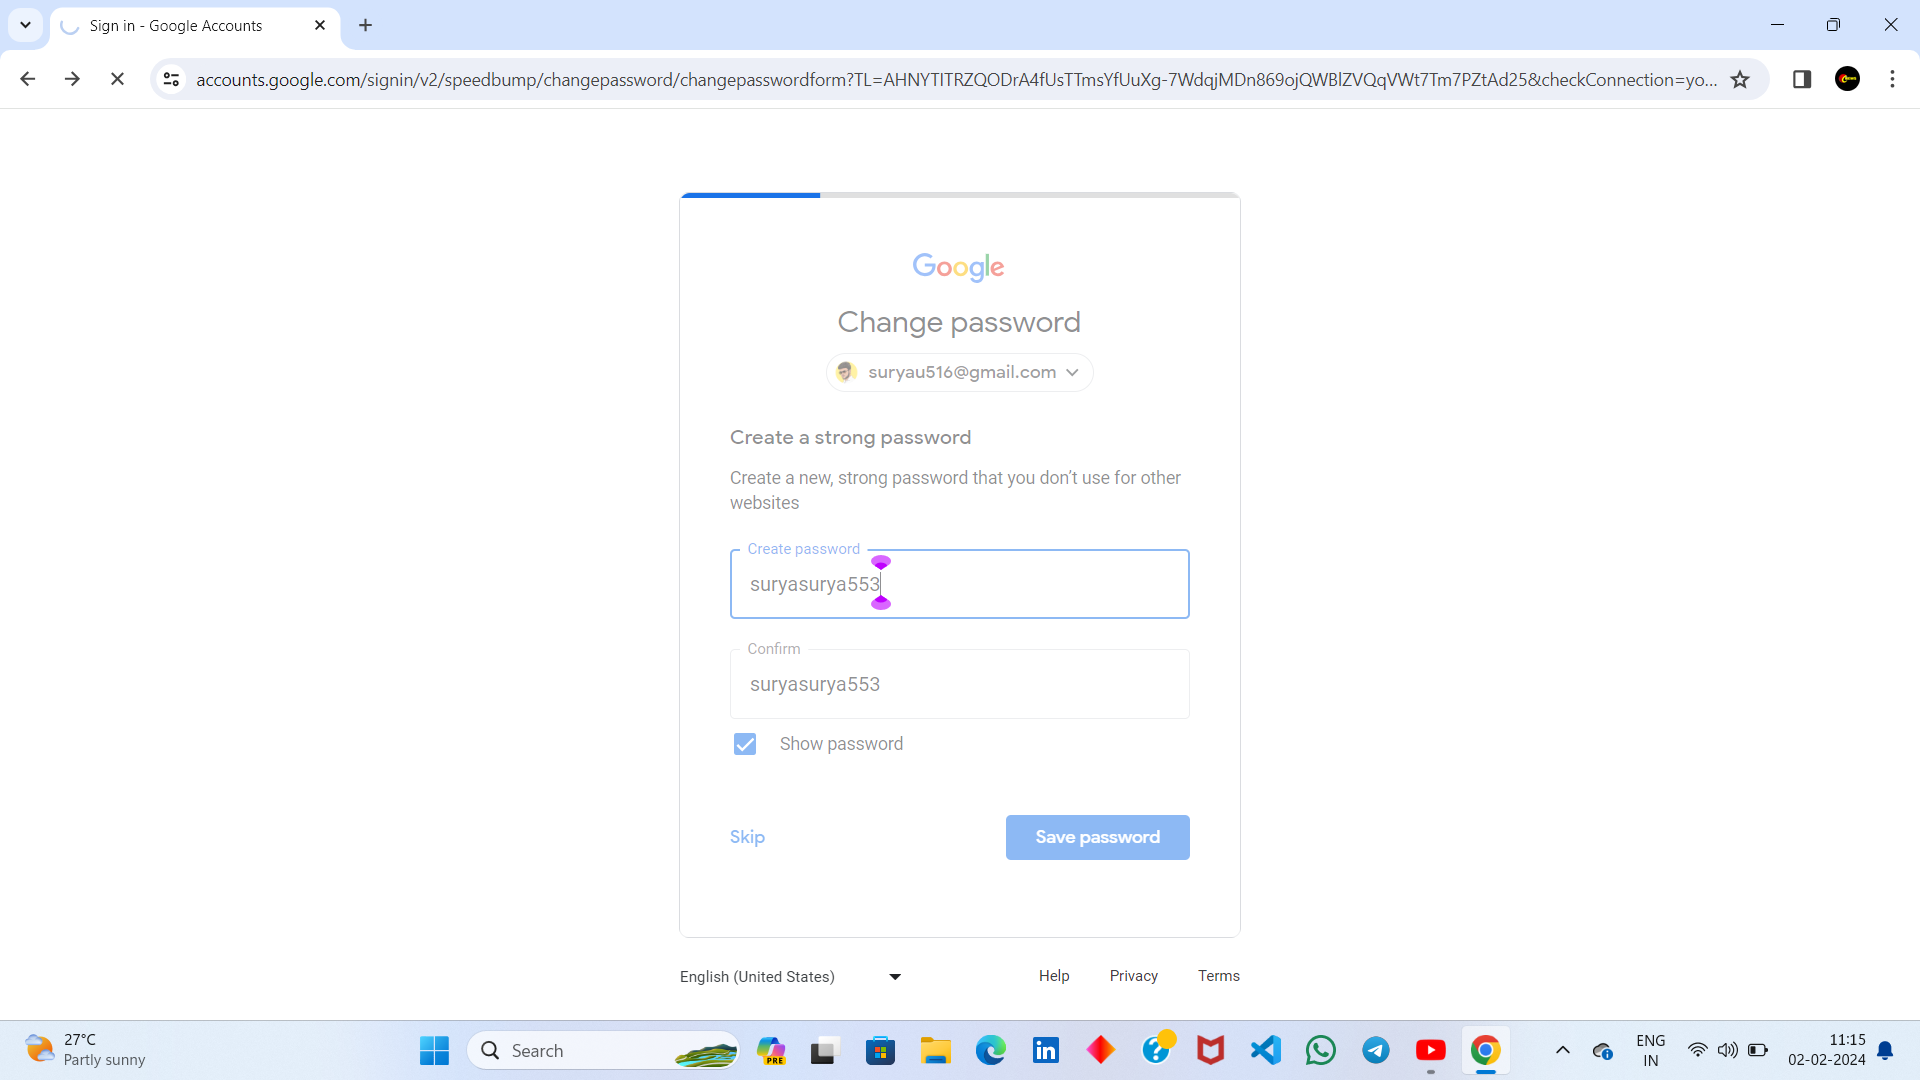 Sign in - Google Accounts
accounts.google.com/signin/v2/speedbump/changepassword/changepasswordform?TL=AHNYTITRZQODrA4fUsTTmsYfUuXg-7WdqjMDn869ojQWBlZVQqVWt7Tm7PZtAd25&checkConnection=yo...
Google
Change password
suryau516@gmail.com
Create a strong password
Create a new, strong password that you don’t use for other
websites
Create password
suryasurya553
Confirm
suryasurya553
Show password
Skip
Save password
English (United States)
Help
Privacy
Terms
27°C
Partly sunny
Search
PRE
ENG
IN
11:15
02-02-2024